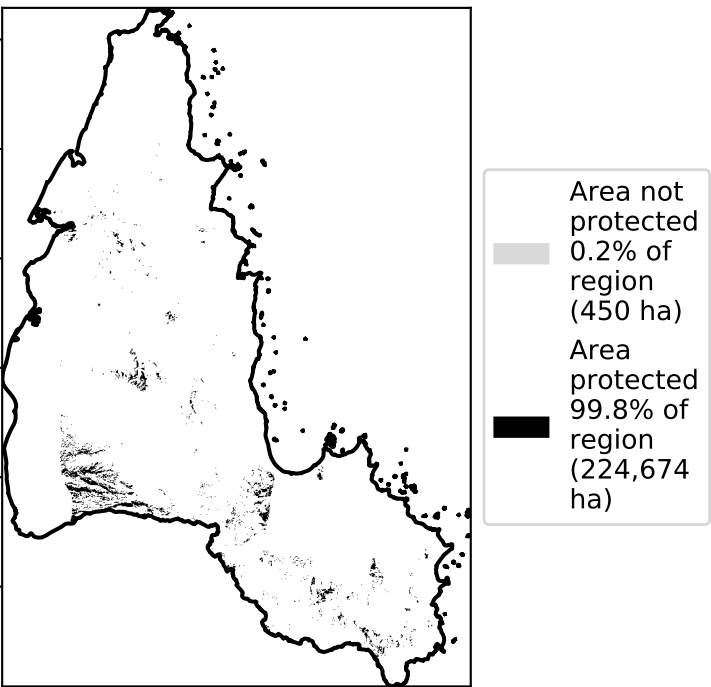 Area not
protected
0.2% of
region
(450 ha)
Area
protected
99.8% of
region
(224,674
ha)